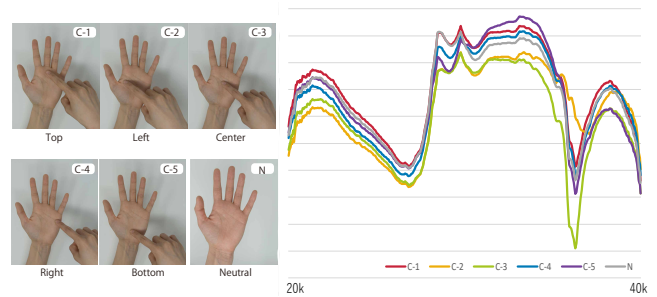 C-1 C-2 C-3
Top Left Center
C-4 C-5 N
Right Bottom Neutral
C-1 C-2 C-3 C-4 C-5 N
20k 40k